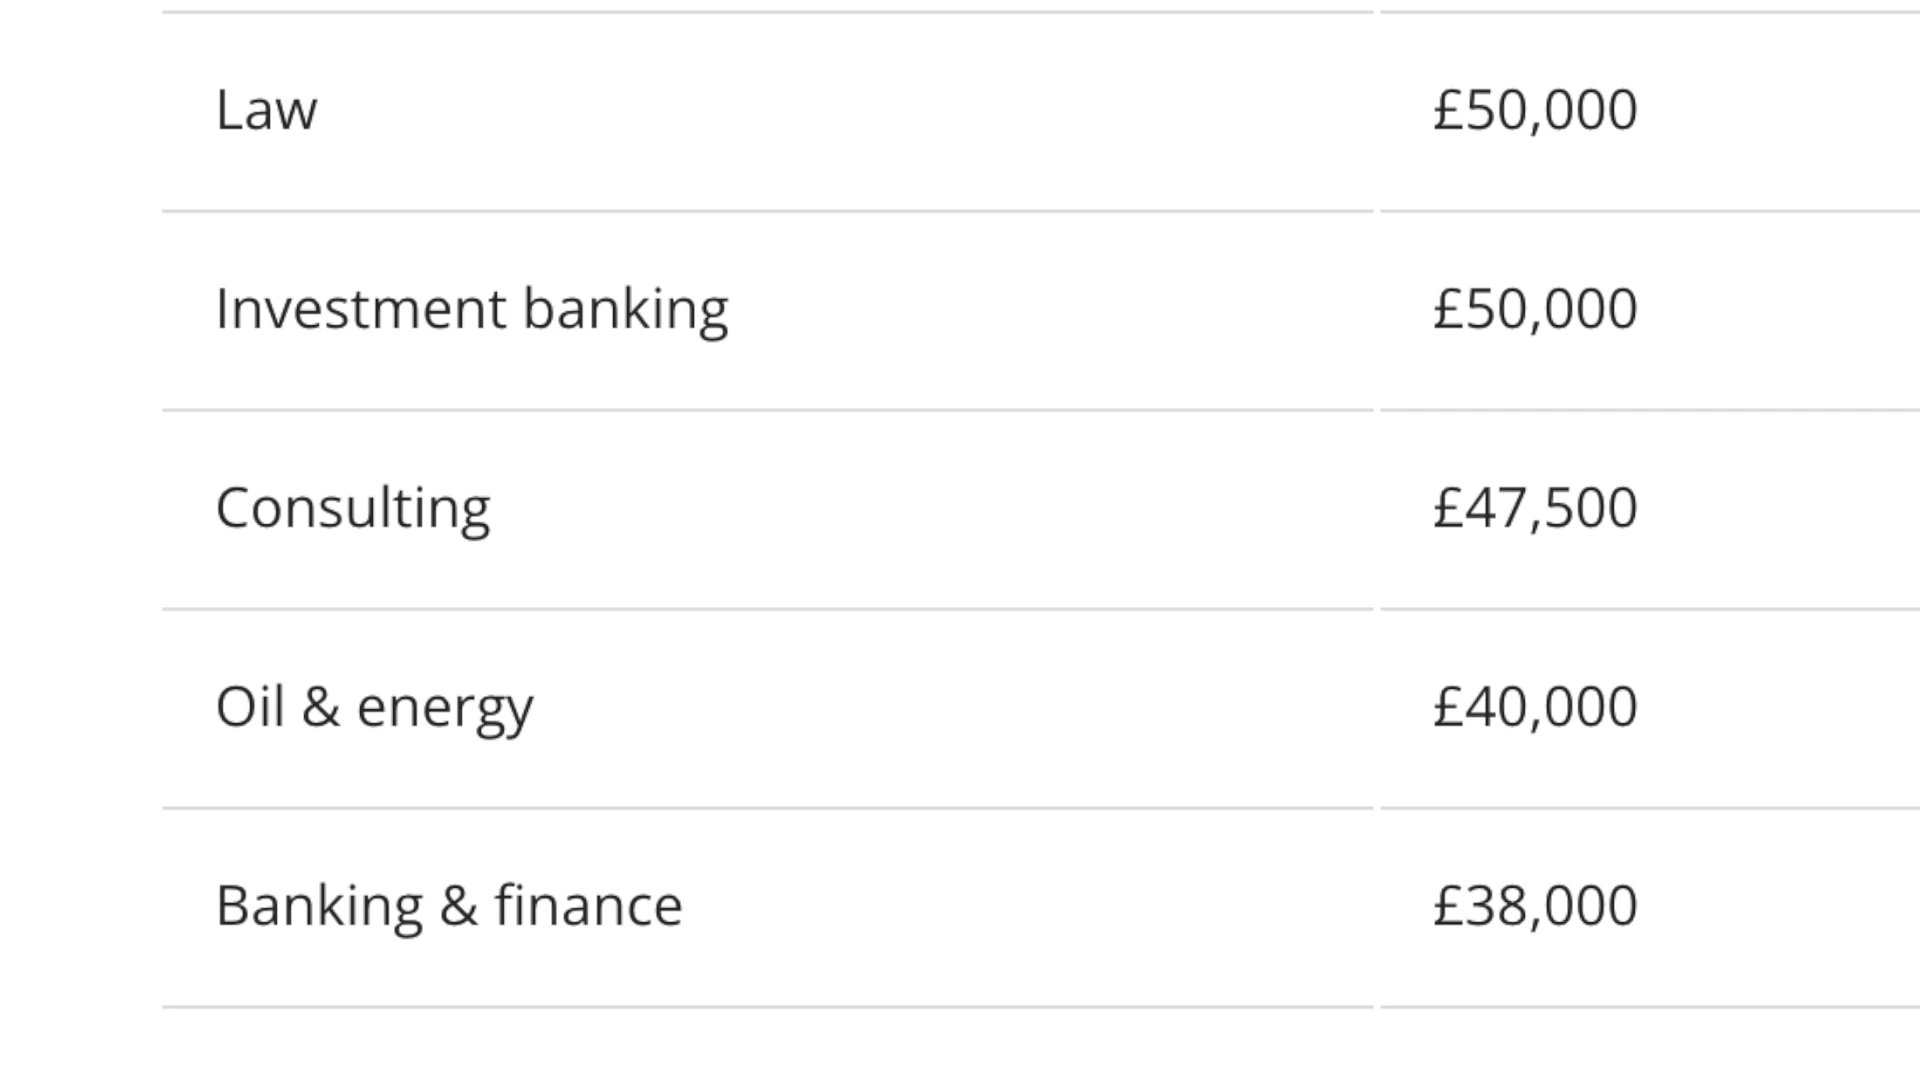 Law £50,000
Investment banking £50,000
Consulting £47,500
Oil & energy £40,000
Banking & finance £38,000